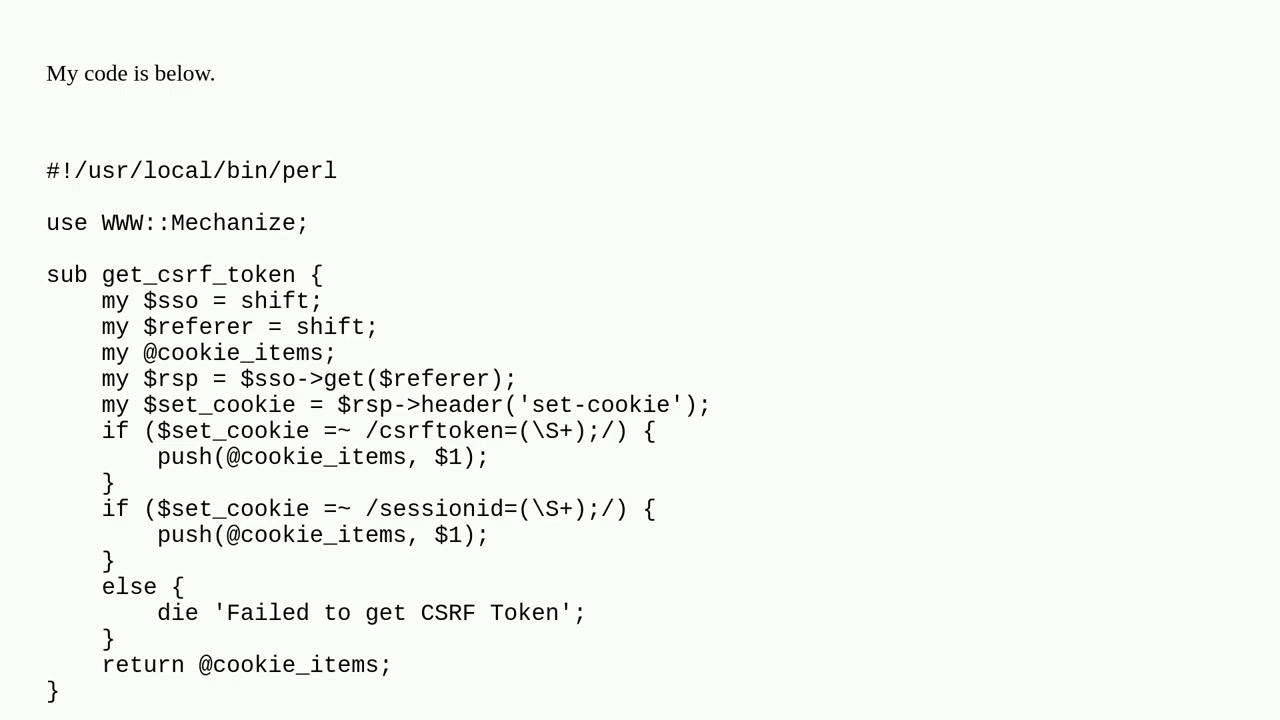 My code is below.
#!/usr/local/bin/perl
use WWW::Mechanize;
sub get_csrf_token {
    my $sso = shift;
    my $referer = shift;
    my @cookie_items;
    my $rsp = $sso->get($referer);
    my $set_cookie = $rsp->header('set-cookie');
    if ($set_cookie =~ /csrftoken=(\S+);/) {
        push(@cookie_items, $1);
    }
    if ($set_cookie =~ /sessionid=(\S+);/) {
        push(@cookie_items, $1);
    }
    else {
        die 'Failed to get CSRF Token';
    }
    return @cookie_items;
}